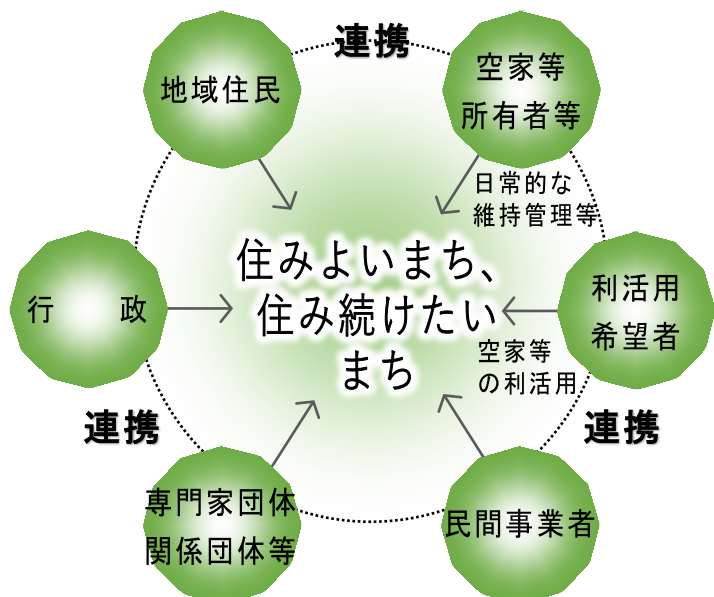 連携
地域住民
空家等
所有者等
日常的な
維持管理等
住みよいまち、
住み続けたい
まち
行　　政
利活用
希望者
空家等
の利活用
連携
連携
専門家団体
関係団体等
民間事業者